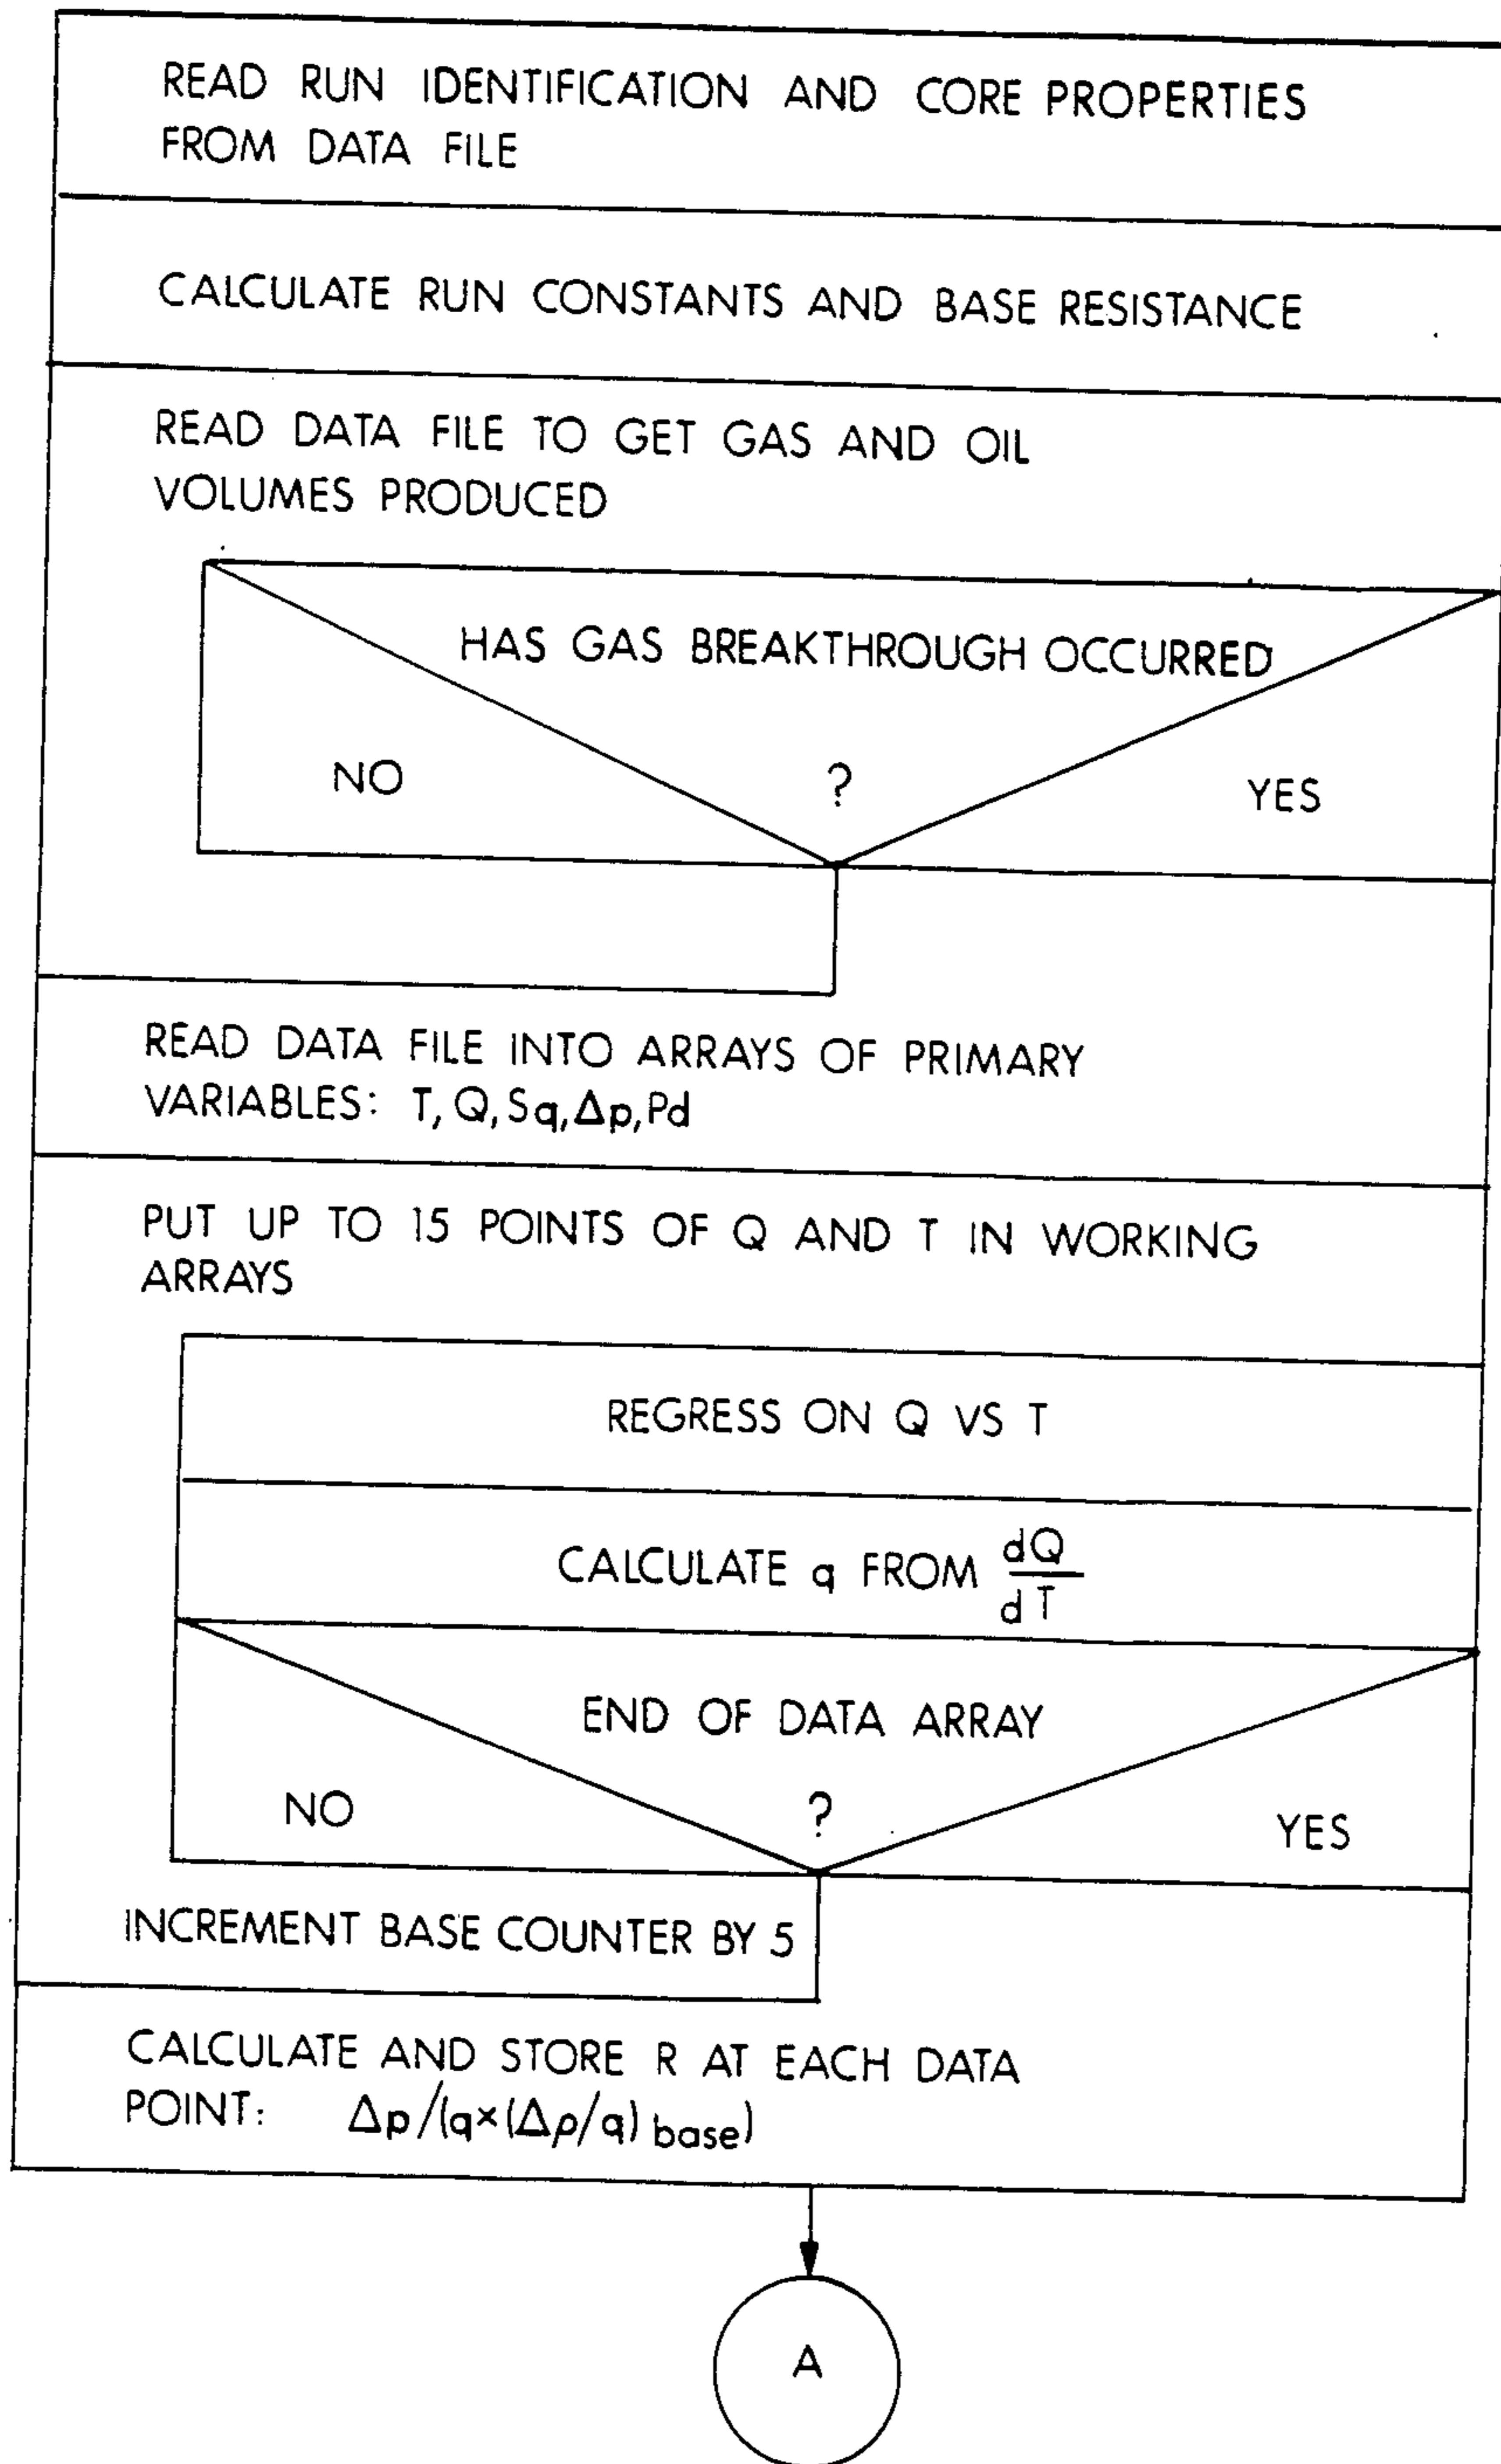 READ RUN IDENTIFICATION AND CORE PROPERTIES
FROM DATA FILE
CALCULATE RUN CONSTANTS AND BASE RESISTANCE
READ DATA FILE TO GET GAS AND OIL
VOLUMES PRODUCED
HAS GAS BREAKTHROUGH OCCURRED
NO ? YES
READ DATA FILE INTO ARRAYS OF PRIMARY
VARIABLES: T, Q, Sq, Δp, Pd
PUT UP TO 15 POINTS OF Q AND T IN WORKING
ARRAYS
REGRESS ON Q VS T
CALCULATE q FROM dQ/dT
END OF DATA ARRAY
NO ? YES
INCREMENT BASE COUNTER BY 5
CALCULATE AND STORE R AT EACH DATA
POINT: Δp/(q×(Δp/q) base)
A